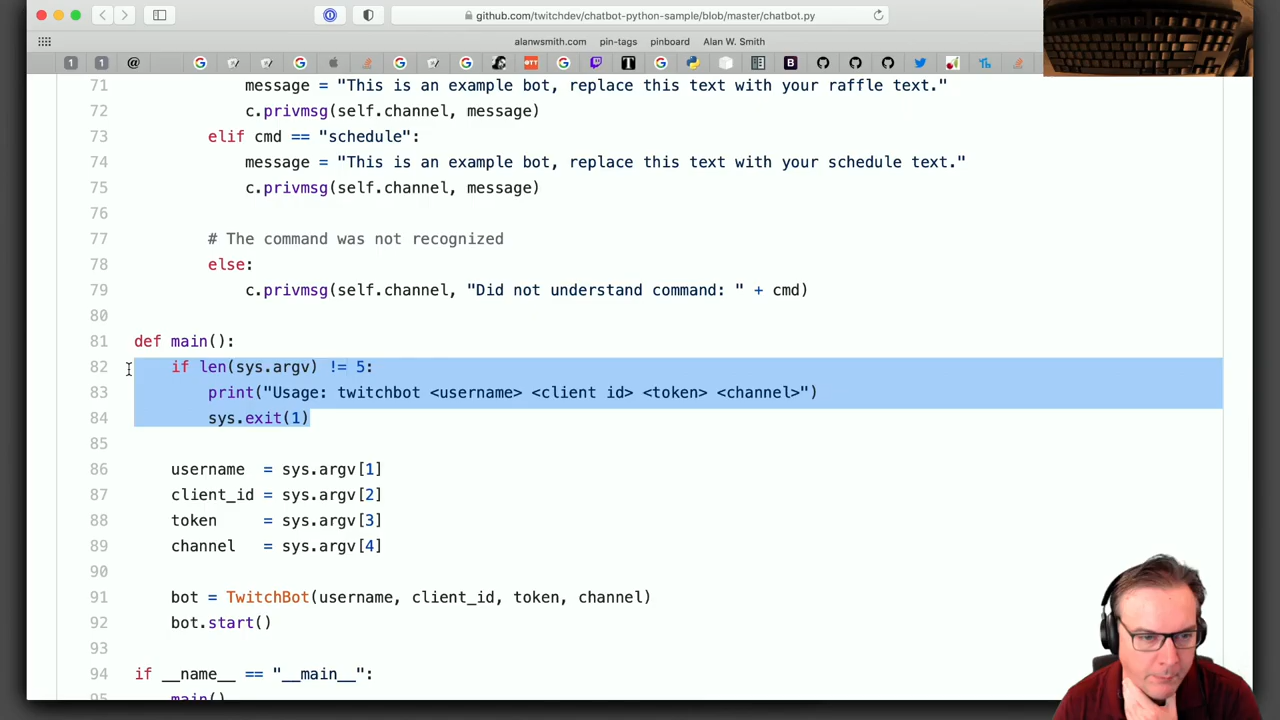 github.com/twitchdev/chatbot-python-sample/blob/master/chatbot.py
alanwsmith.com pin-tags pinboard Alan W. Smith
71 message = "This is an example bot, replace this text with your raffle text."
72 c.privmsg(self.channel, message)
73 elif cmd == "schedule":
74 message = "This is an example bot, replace this text with your schedule text."
75 c.privmsg(self.channel, message)
76
77 # The command was not recognized
78 else:
79 c.privmsg(self.channel, "Did not understand command: " + cmd)
80
81 def main():
82 if len(sys.argv) != 5:
83 print("Usage: twitchbot <username> <client id> <token> <channel>")
84 sys.exit(1)
85
86 username = sys.argv[1]
87 client_id = sys.argv[2]
88 token = sys.argv[3]
89 channel = sys.argv[4]
90
91 bot = TwitchBot(username, client_id, token, channel)
92 bot.start()
93
94 if __name__ == "__main__":
95 main()